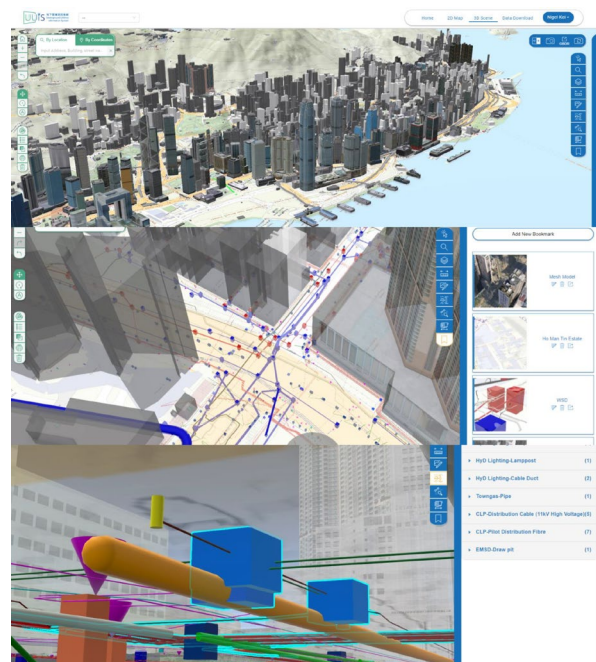 UUfs
Home
2D Map
3D Scene
Data Download
By Location
By Coordinates
Add New Bookmark
Mesh Model
Ho Man Tin Estate
WSD
HyD Lighting-Lamppost (1)
HyD Lighting-Cable Duct (2)
Towngas-Pipe (1)
CLP-Distribution Cable (11kV High Voltage)(5)
CLP-Pilot Distribution Fibre (7)
EMSD-Draw pit (1)